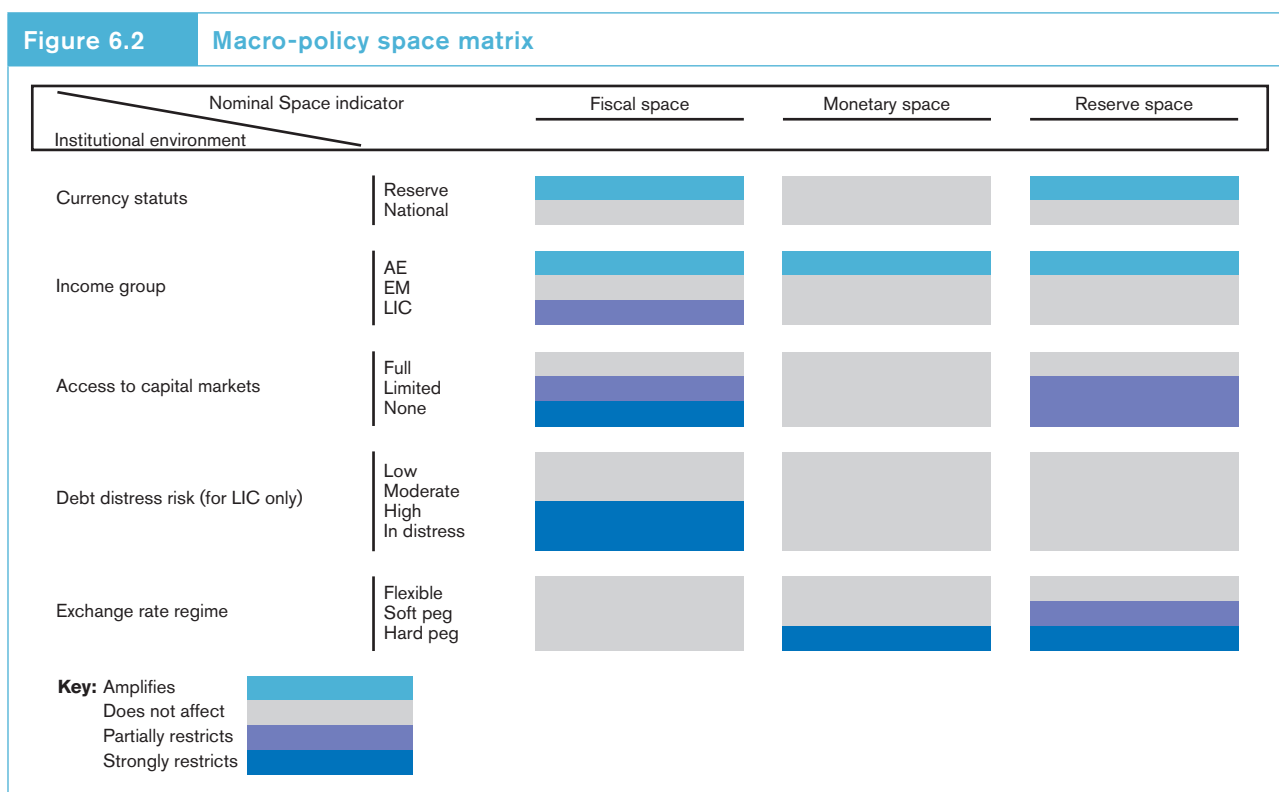 Figure 6.2 Macro-policy space matrix
Nominal Space indicator Fiscal space Monetary space Reserve space
Institutional environment
Currency statuts
Reserve
National
Income group
AE
EM
LIC
Access to capital markets
Full
Limited
None
Debt distress risk (for LIC only)
Low
Moderate
High
In distress
Exchange rate regime
Flexible
Soft peg
Hard peg
Key: Amplifies
Does not affect
Partially restricts
Strongly restricts